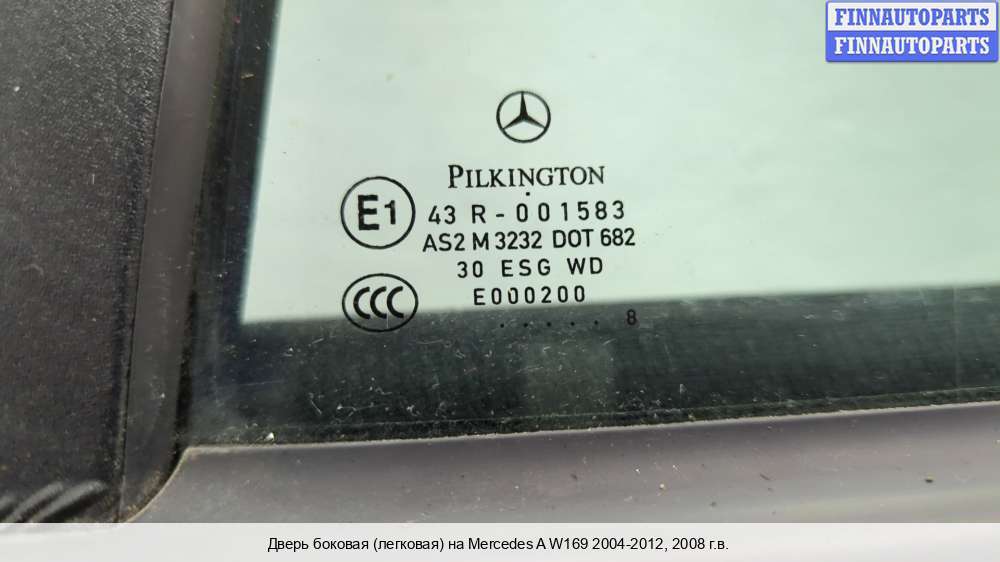 FINNAUTOPARTS
FINNAUTOPARTS
PILKINGTON
E1
43 R - 001583
AS2 M 3232 DOT 682
30 ESG WD
CCC
E000200
. . . . . 8
Дверь боковая (легковая) на Mercedes A W169 2004-2012, 2008 г.в.